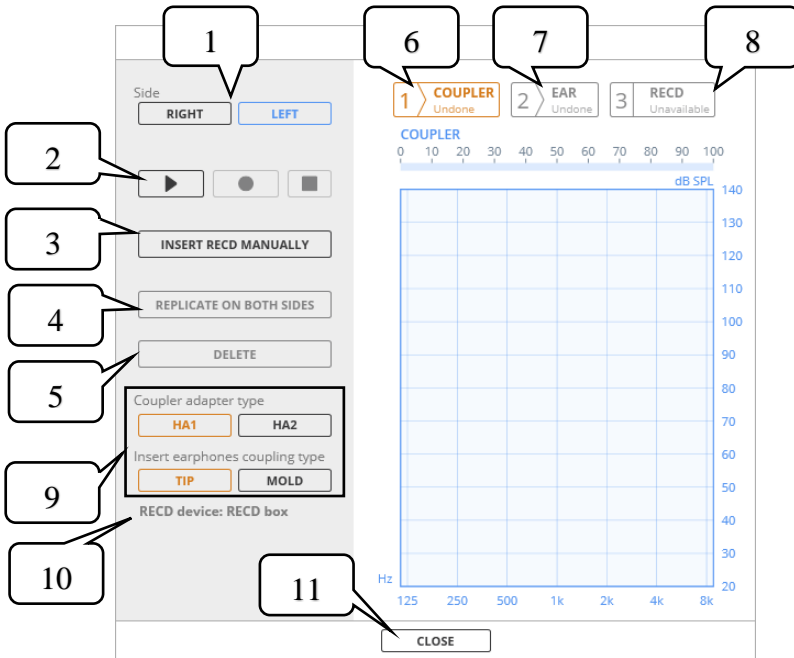 1
6
7
8
Side
RIGHT LEFT
1 COUPLER Undone
2 EAR Undone
3 RECD Unavailable
COUPLER
0 10 20 30 40 50 60 70 80 90 100
dB SPL
2
3
INSERT RECD MANUALLY
4
REPLICATE ON BOTH SIDES
5
DELETE
Coupler adapter type
HA1 HA2
Insert earphones coupling type
TIP MOLD
9
RECD device: RECD box
10
140
130
120
110
100
90
80
70
60
50
40
30
20
Hz
125 250 500 1k 2k 4k 8k
11
CLOSE